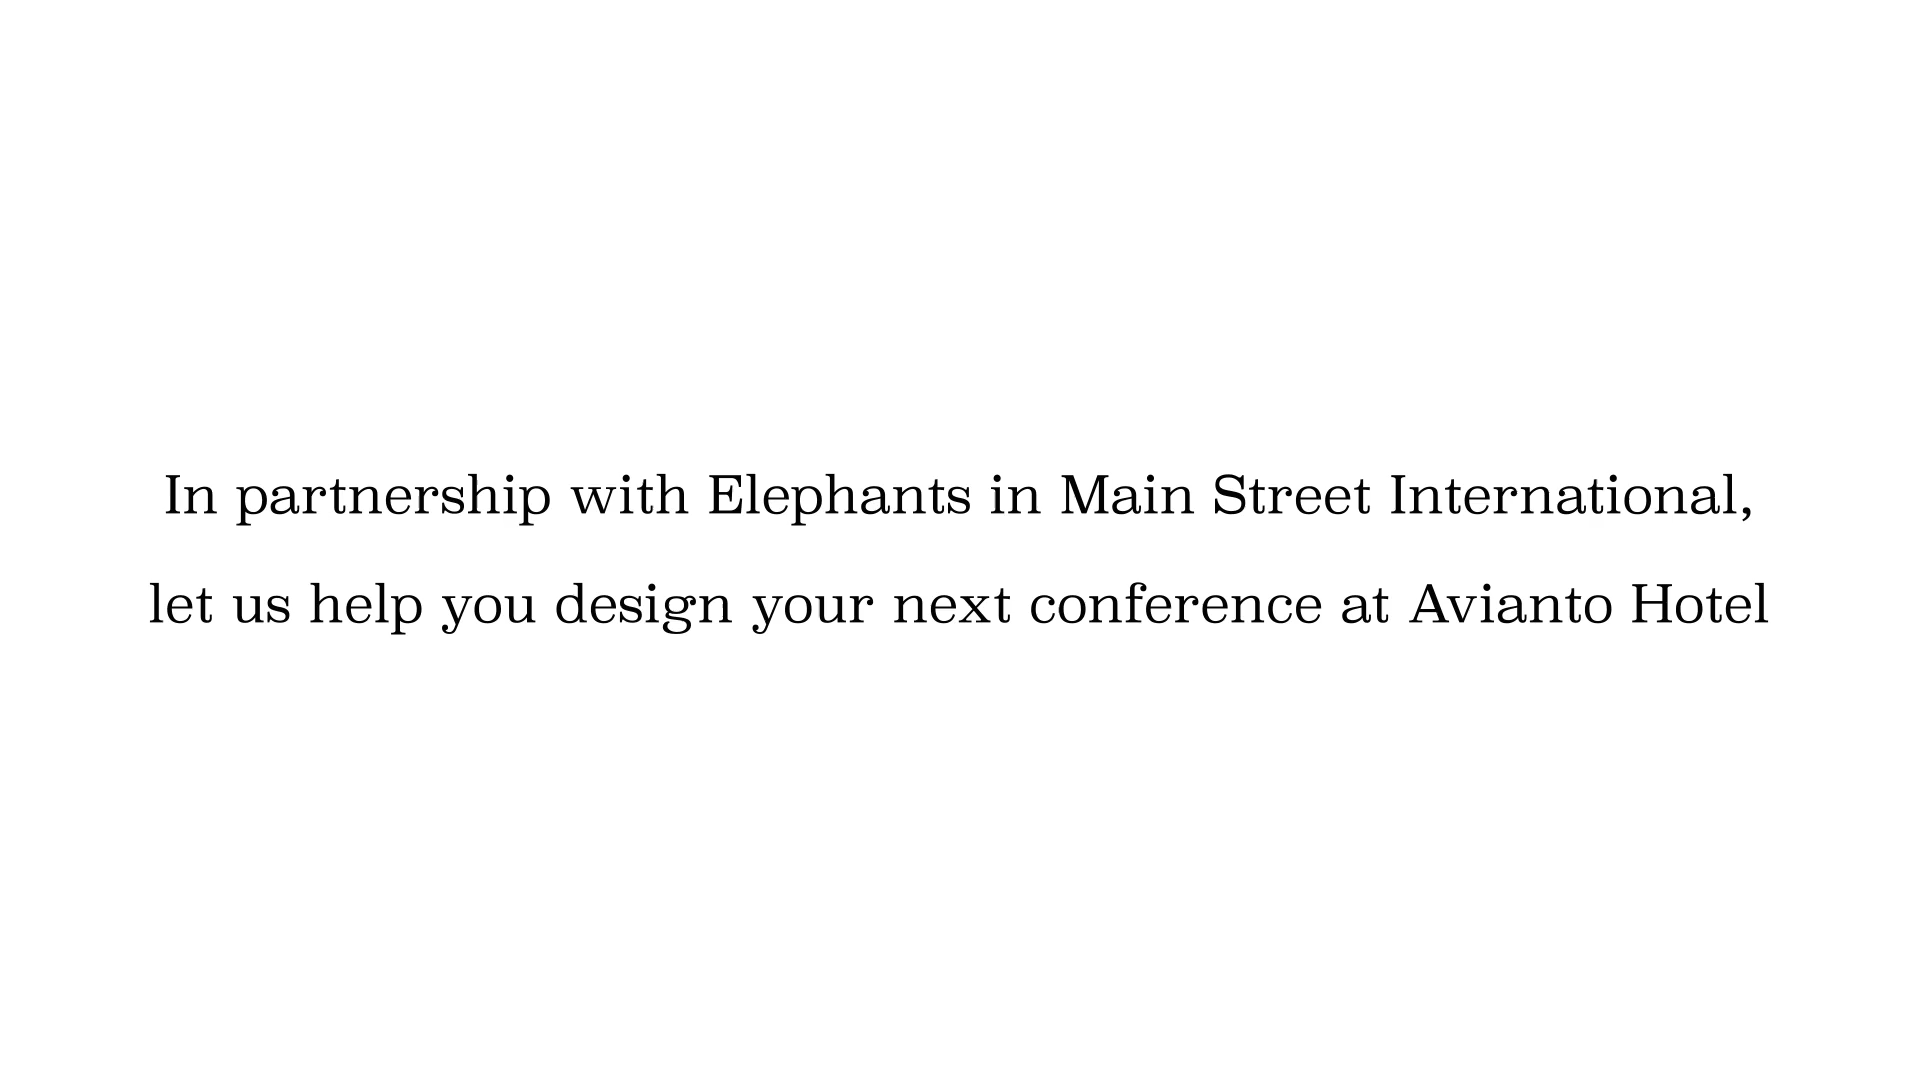 In partnership with Elephants in Main Street International,
let us help you design your next conference at Avianto Hotel